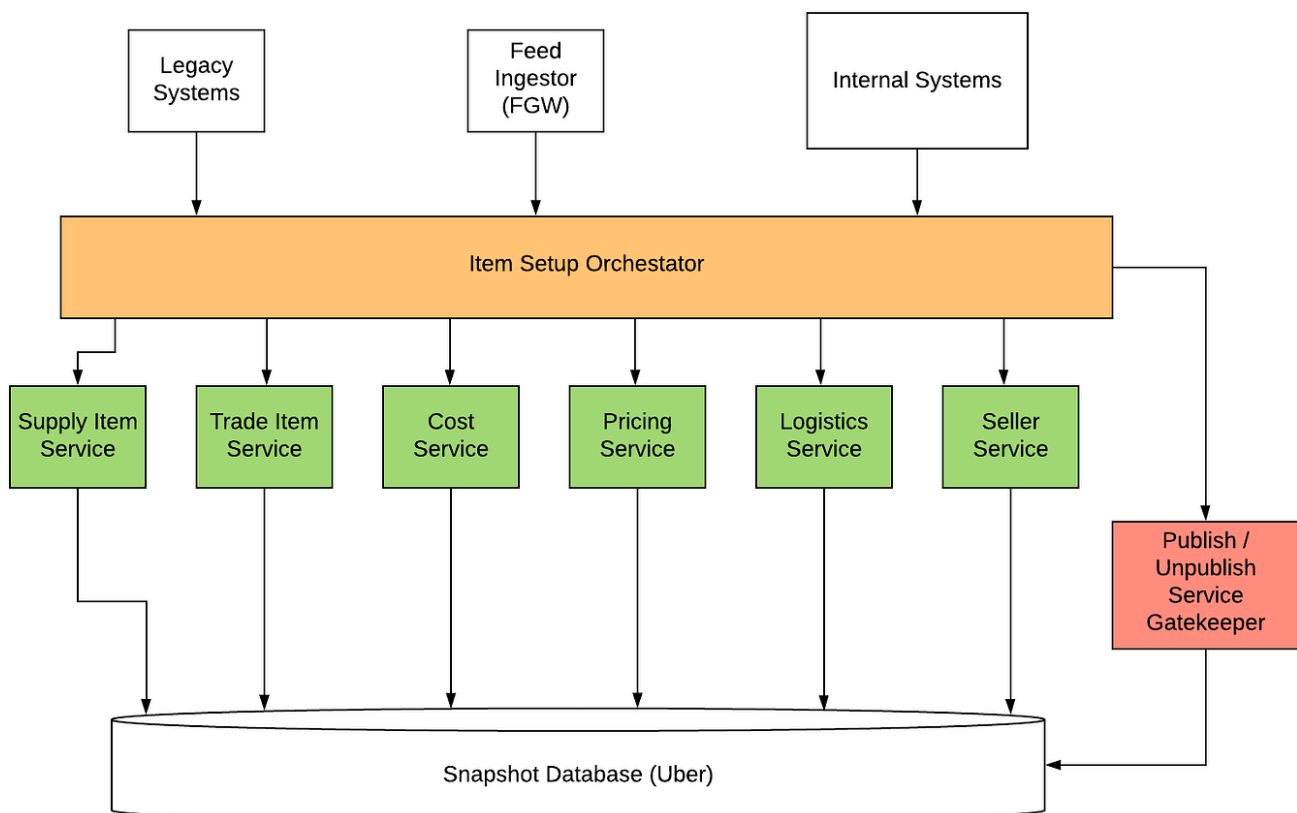 Legacy
Systems
Feed
Ingestor
(FGW)
Internal Systems
Item Setup Orchestator
Supply Item
Service
Trade Item
Service
Cost
Service
Pricing
Service
Logistics
Service
Seller
Service
Publish /
Unpublish
Service
Gatekeeper
Snapshot Database (Uber)